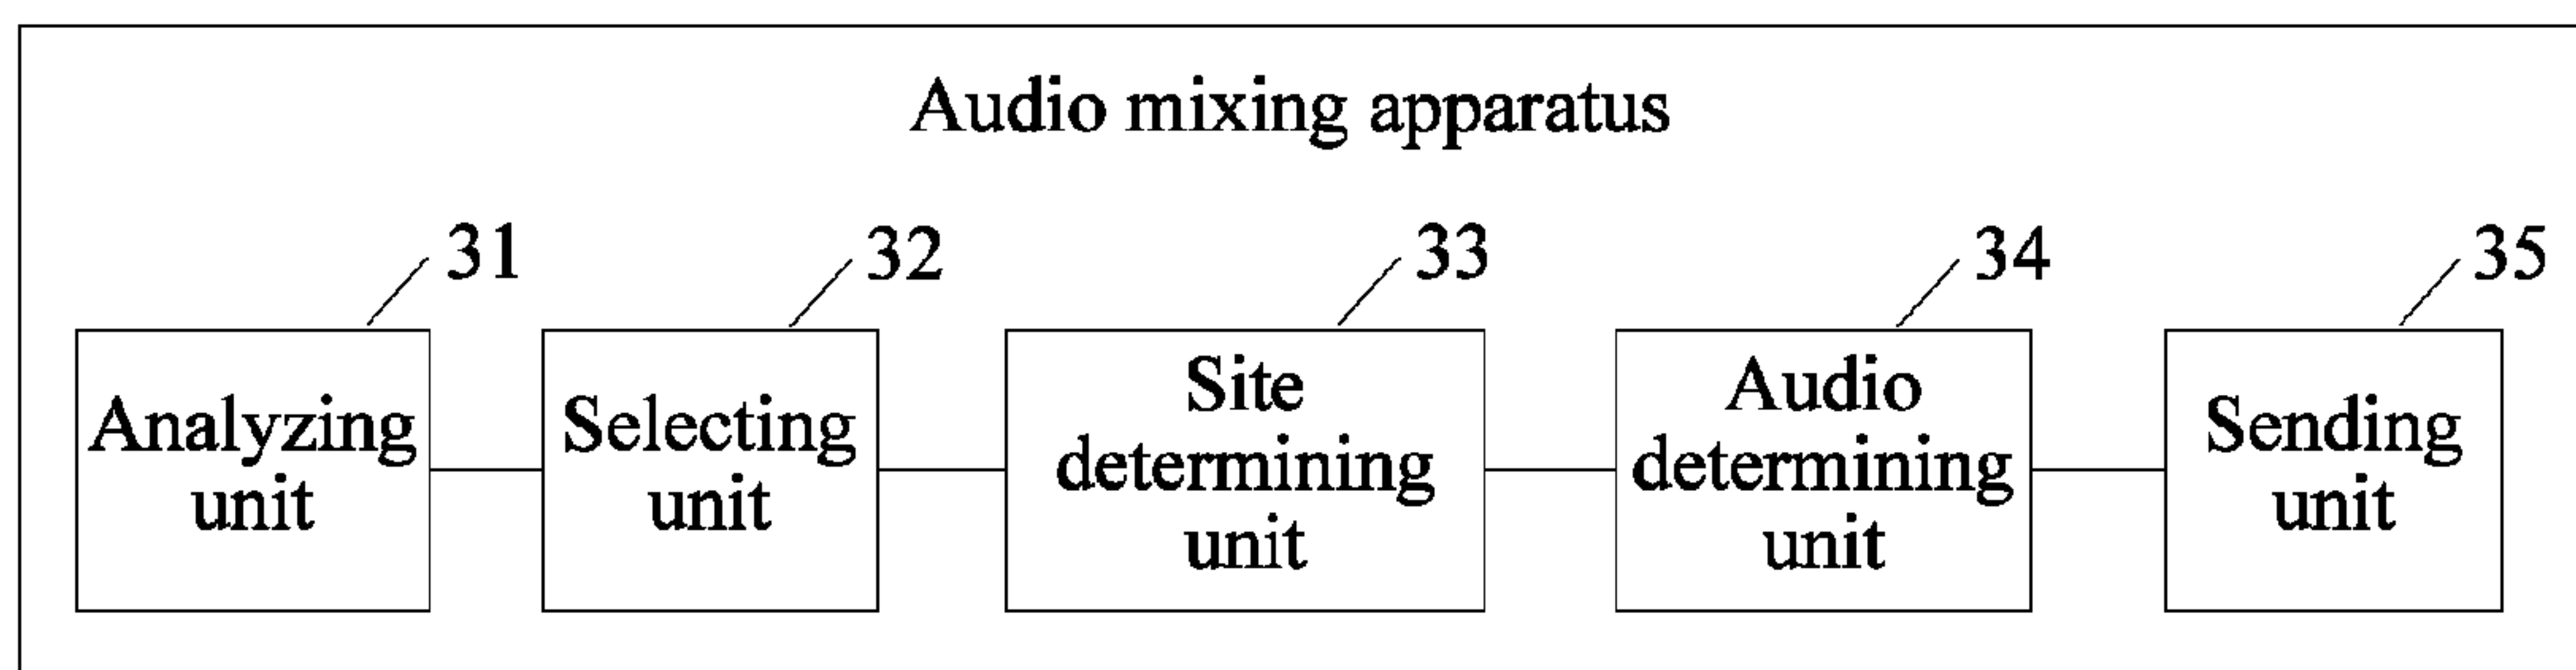 Audio mixing apparatus
31
32
33
34
35
Analyzing
unit
Selecting
unit
Site
determining
unit
Audio
determining
unit
Sending
unit